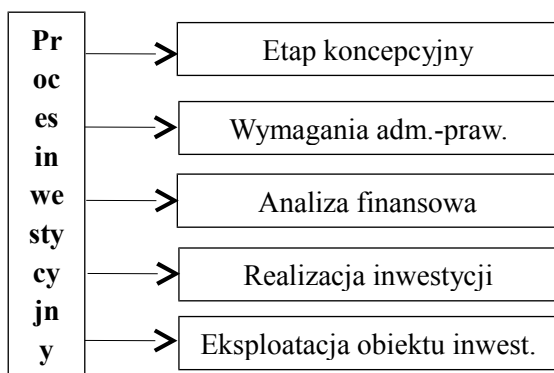 Pr
oc
es
in
we
sty
cy
jn
y
Etap koncepcyjny
Wymagania adm.-praw.
Analiza finansowa
Realizacja inwestycji
Eksploatacja obiektu inwest.